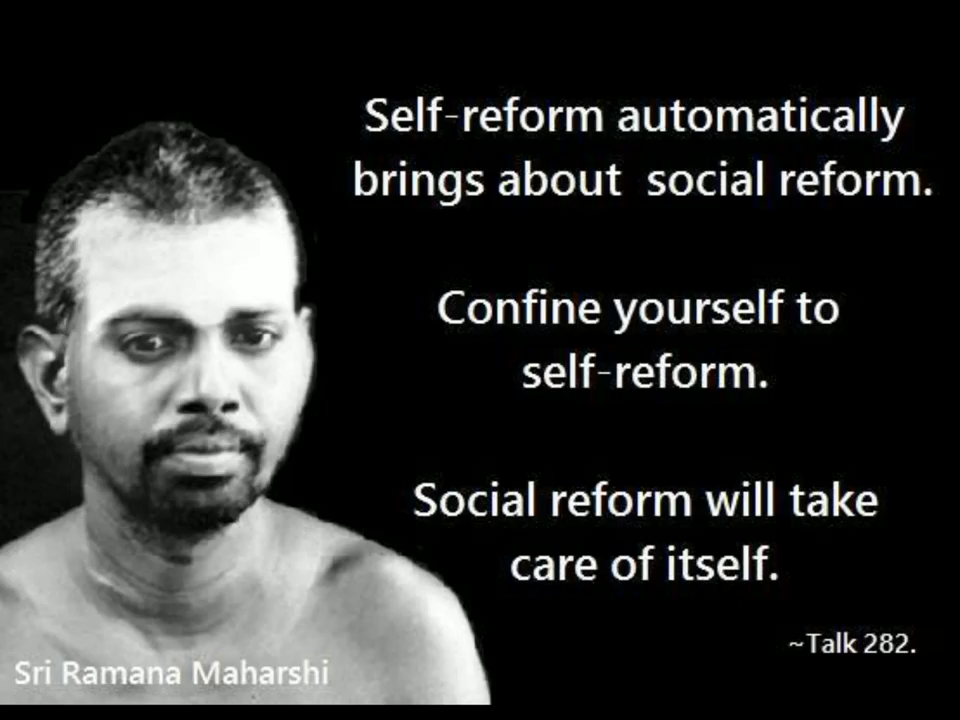 Self-reform automatically
brings about  social reform.
Confine yourself to
self-reform.
Social reform will take
care of itself.
~Talk 282.
Sri Ramana Maharshi